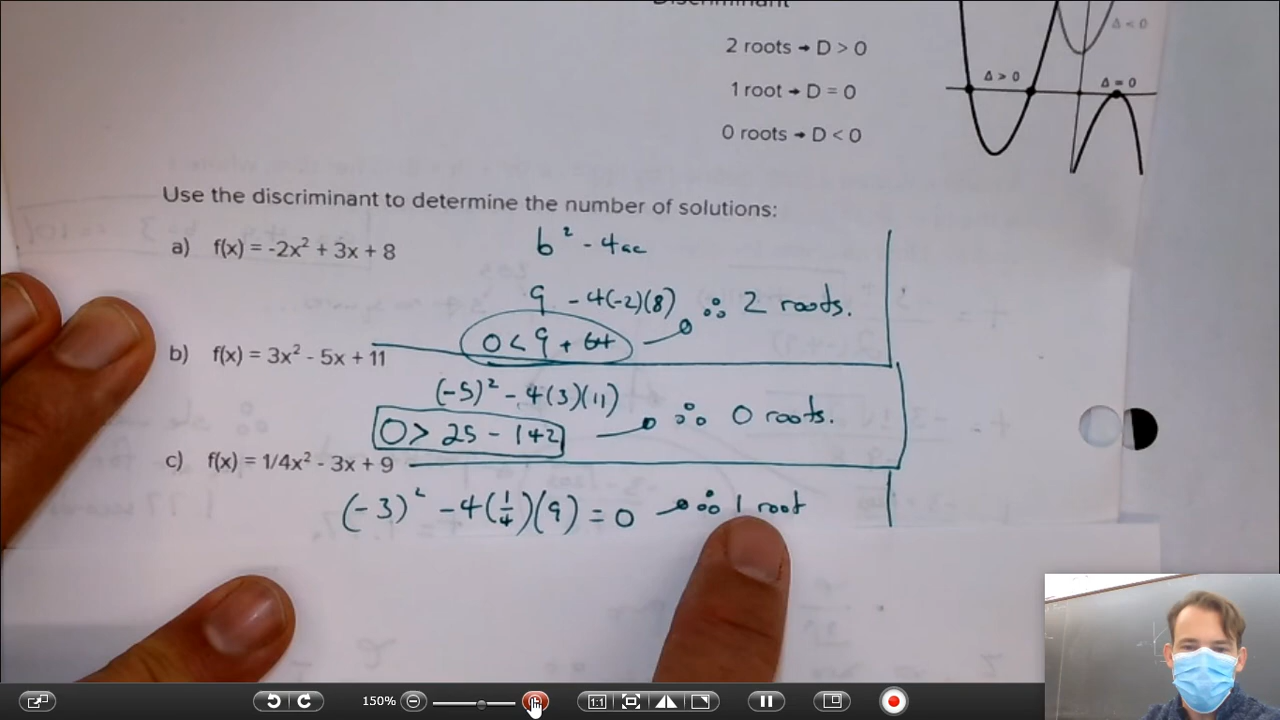 Discriminant
2 roots → D > 0
1 root → D = 0
0 roots → D < 0
Δ < 0
Δ > 0
Δ = 0
Use the discriminant to determine the number of solutions:
a) f(x) = -2x² + 3x + 8
b² - 4ac
9 - 4(-2)(8) ∴ 2 roots.
0 < 9 + 64
b) f(x) = 3x² - 5x + 11
(-5)² - 4(3)(11)
0 > 25 - 142 ∴ 0 roots.
c) f(x) = 1/4x² - 3x + 9
(-3)² - 4(1/4)(9) = 0 ∴ 1 root
150%
1:1